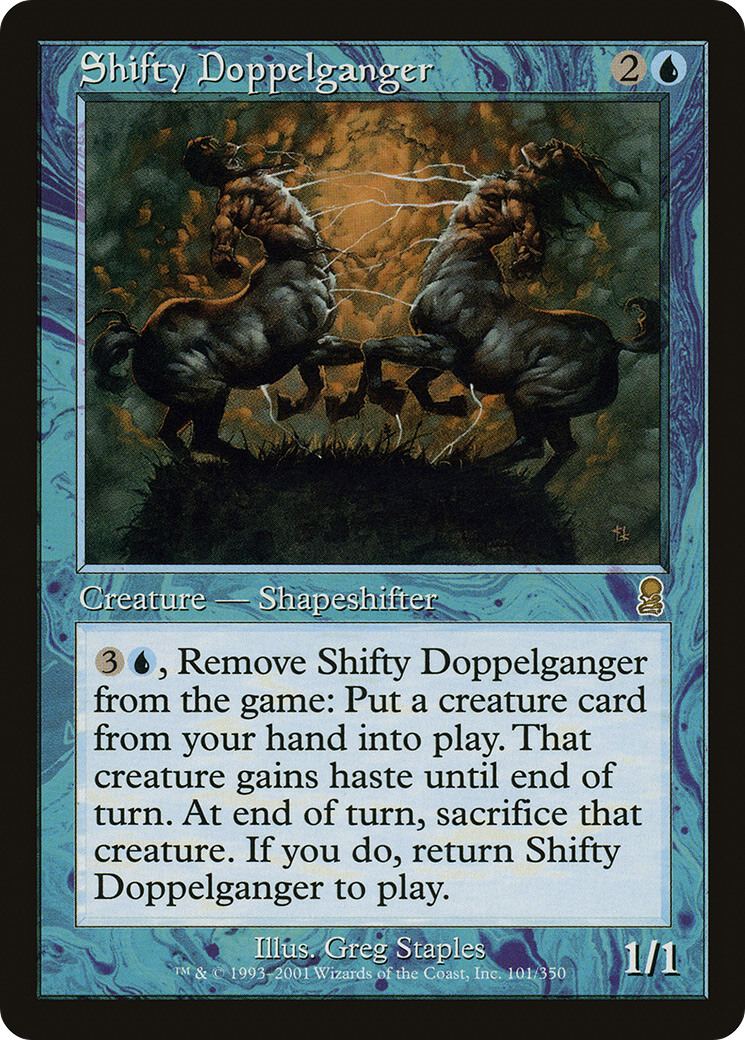 Shifty Doppelganger 2
Creature — Shapeshifter
3, Remove Shifty Doppelganger
from the game: Put a creature card
from your hand into play. That
creature gains haste until end of
turn. At end of turn, sacrifice that
creature. If you do, return Shifty
Doppelganger to play.
Illus. Greg Staples
™ & © 1993–2001 Wizards of the Coast, Inc. 101/350
1/1